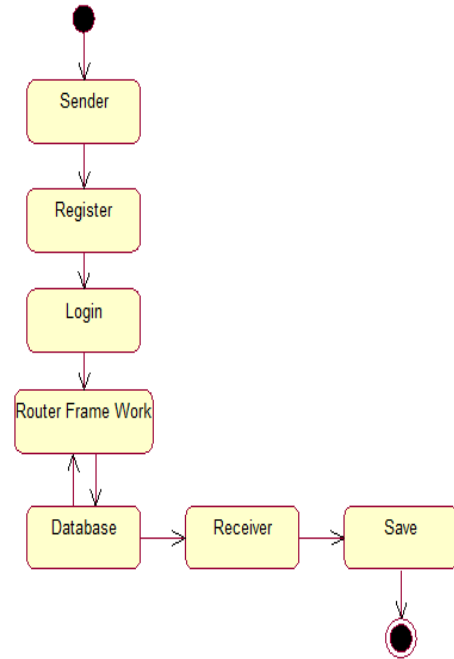 Sender
Register
Login
Router Frame Work
Database
Receiver
Save